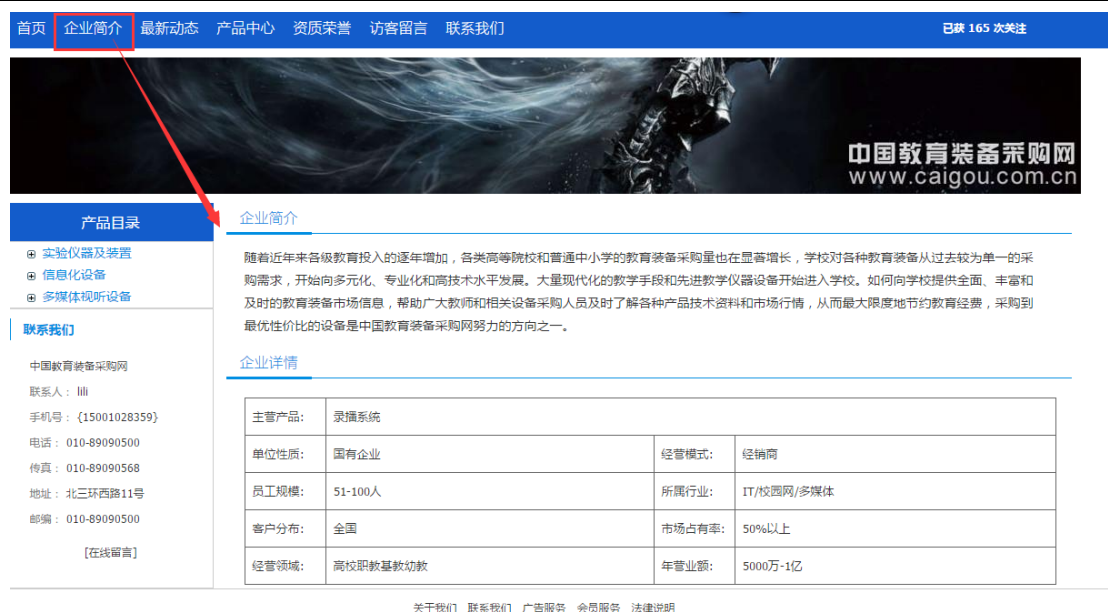 首页 企业简介 最新动态 产品中心 资质荣誉 访客留言 联系我们 已获 165 次关注
中国教育装备采购网
www.caigou.com.cn
产品目录
实验仪器及装置
信息化设备
多媒体视听设备
联系我们
中国教育装备采购网
联系人： lili
手机号： {15001028359}
电话： 010-89090500
传真： 010-89090568
地址： 北三环西路11号
邮编： 010-89090500
[在线留言]
企业简介
随着近年来各级教育投入的逐年增加，各类高等院校和普通中小学的教育装备采购量也在显著增长，学校对各种教育装备从过去较为单一的采
购需求，开始向多元化、专业化和高技术水平发展。大量现代化的教学手段和先进教学仪器设备开始进入学校。如何向学校提供全面、丰富和
及时的教育装备市场信息，帮助广大教师和相关设备采购人员及时了解各种产品技术资料和市场行情，从而最大限度地节约教育经费，采购到
最优性价比的设备是中国教育装备采购网努力的方向之一。
企业详情
主营产品: 录播系统
单位性质: 国有企业 经营模式: 经销商
员工规模: 51-100人 所属行业: IT/校园网/多媒体
客户分布: 全国 市场占有率: 50%以上
经营领域: 高校职教基教幼教 年营业额: 5000万-1亿
关于我们 联系我们 广告服务 会员服务 法律说明